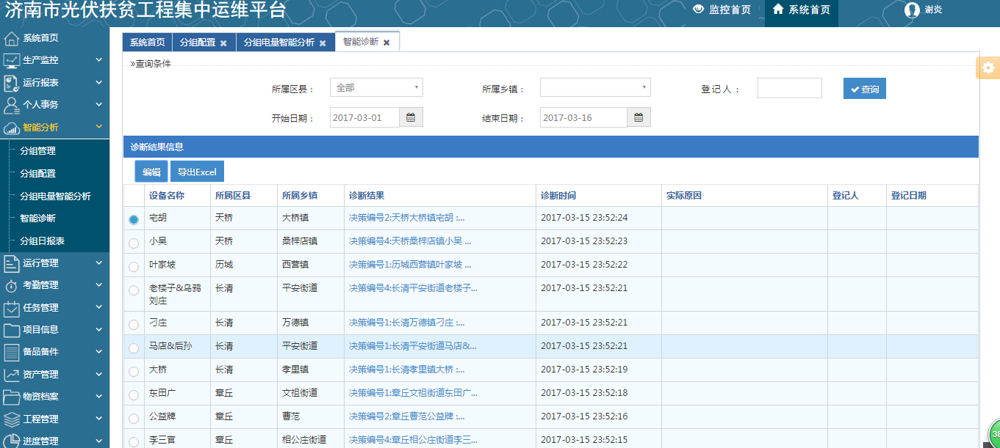 济南市光伏扶贫工程集中运维平台
监控首页
系统首页
谢炎
系统首页
生产监控
运行报表
个人事务
智能分析
分组管理
分组配置
分组电量智能分析
智能诊断
分组日报表
运行管理
考勤管理
任务管理
项目信息
备品备件
资产管理
物资档案
工程管理
进度管理
系统首页 分组配置 分组电量智能分析 智能诊断
»查询条件
所属区县： 全部 所属乡镇： 登记人： 查询
开始日期： 2017-03-01 结束日期： 2017-03-16
诊断结果信息
编辑 导出Excel
设备名称 所属区县 所属乡镇 诊断结果 诊断时间 实际原因 登记人 登记日期
宅胡 天桥 大桥镇 决策编号2:天桥大桥镇宅胡 :... 2017-03-15 23:52:24
小吴 天桥 桑梓店镇 决策编号4:天桥桑梓店镇小吴 ... 2017-03-15 23:52:23
叶家坡 历城 西营镇 决策编号1:历城西营镇叶家坡 ... 2017-03-15 23:52:22
老楼子&乌鸦 长清 平安街道 决策编号4:长清平安街道老楼子... 2017-03-15 23:52:21
刘庄
刁庄 长清 万德镇 决策编号1:长清万德镇刁庄 :... 2017-03-15 23:52:21
马店&后孙 长清 平安街道 决策编号1:长清平安街道马店&... 2017-03-15 23:52:21
大桥 长清 孝里镇 决策编号1:长清孝里镇大桥 :... 2017-03-15 23:52:19
东田广 章丘 文祖街道 决策编号1:章丘文祖街道东田广... 2017-03-15 23:52:18
公益牌 章丘 曹范 决策编号2:章丘曹范公益牌 :... 2017-03-15 23:52:16
李三官 章丘 相公庄街道 决策编号4:章丘相公庄街道李三... 2017-03-15 23:52:15